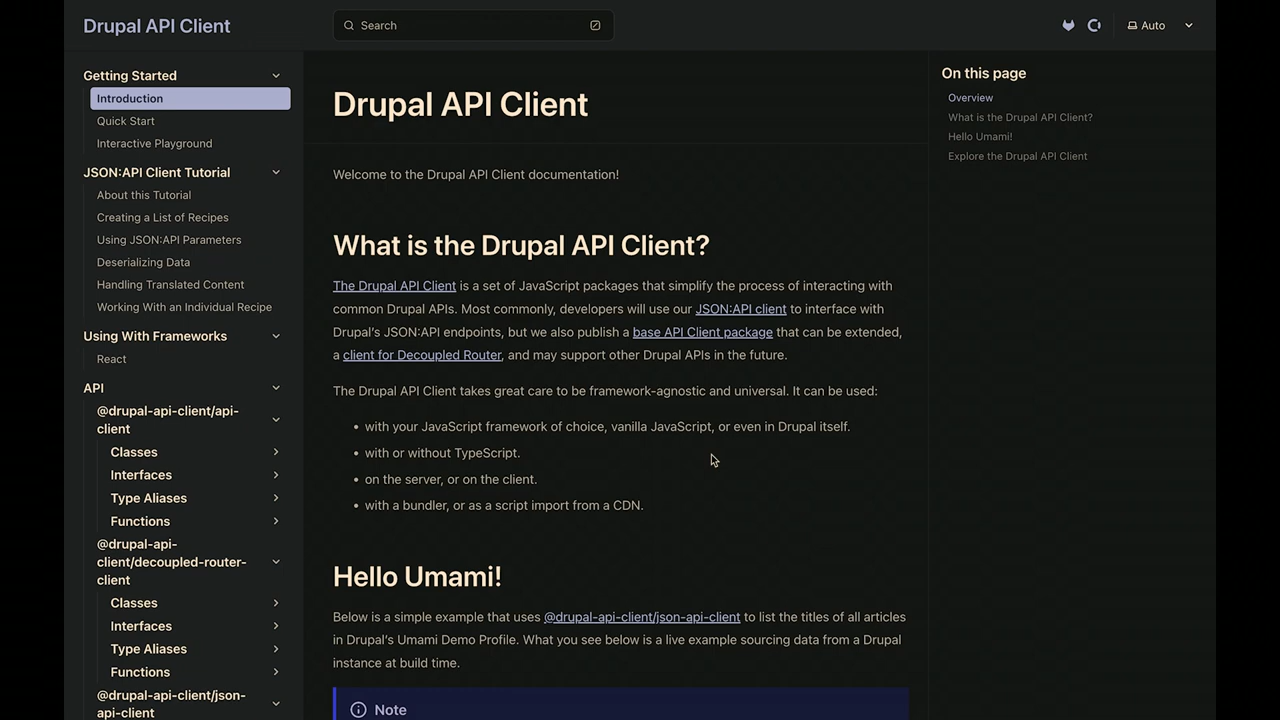 Drupal API Client
Search
Auto
Getting Started
Introduction
Quick Start
Interactive Playground
JSON:API Client Tutorial
About this Tutorial
Creating a List of Recipes
Using JSON:API Parameters
Deserializing Data
Handling Translated Content
Working With an Individual Recipe
Using With Frameworks
React
API
@drupal-api-client/api-
client
Classes
Interfaces
Type Aliases
Functions
@drupal-api-
client/decoupled-router-
client
Classes
Interfaces
Type Aliases
Functions
@drupal-api-client/json-
api-client
Drupal API Client
Welcome to the Drupal API Client documentation!
What is the Drupal API Client?
The Drupal API Client is a set of JavaScript packages that simplify the process of interacting with
common Drupal APIs. Most commonly, developers will use our JSON:API client to interface with
Drupal’s JSON:API endpoints, but we also publish a base API Client package that can be extended,
a client for Decoupled Router, and may support other Drupal APIs in the future.
The Drupal API Client takes great care to be framework-agnostic and universal. It can be used:
• with your JavaScript framework of choice, vanilla JavaScript, or even in Drupal itself.
• with or without TypeScript.
• on the server, or on the client.
• with a bundler, or as a script import from a CDN.
Hello Umami!
Below is a simple example that uses @drupal-api-client/json-api-client to list the titles of all articles
in Drupal’s Umami Demo Profile. What you see below is a live example sourcing data from a Drupal
instance at build time.
Note
On this page
Overview
What is the Drupal API Client?
Hello Umami!
Explore the Drupal API Client